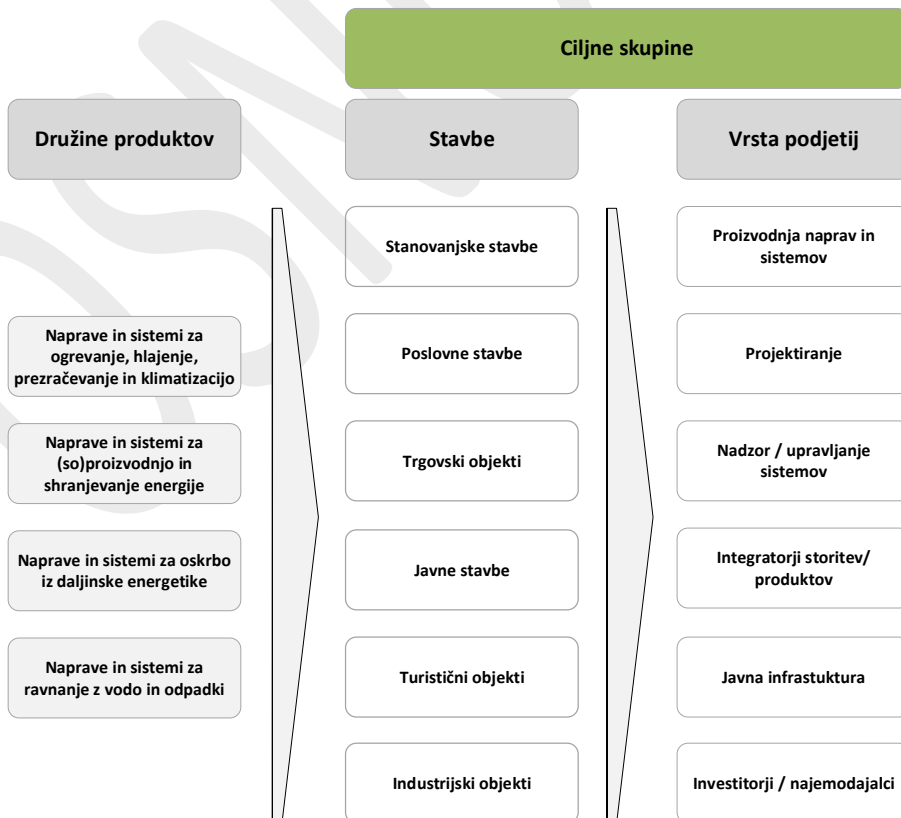 Ciljne skupine
Družine produktov
Stavbe
Vrsta podjetij
Stanovanjske stavbe
Proizvodnja naprav in
sistemov
Naprave in sistemi za
ogrevanje, hlajenje,
prezračevanje in klimatizacijo
Poslovne stavbe
Projektiranje
Naprave in sistemi za
(so)proizvodnjo in
shranjevanje energije
Trgovski objekti
Nadzor / upravljanje
sistemov
Naprave in sistemi za oskrbo
iz daljinske energetike
Javne stavbe
Integratorji storitev/
produktov
Naprave in sistemi za
ravnanje z vodo in odpadki
Turistični objekti
Javna infrastuktura
Industrijski objekti
Investitorji / najemodajalci